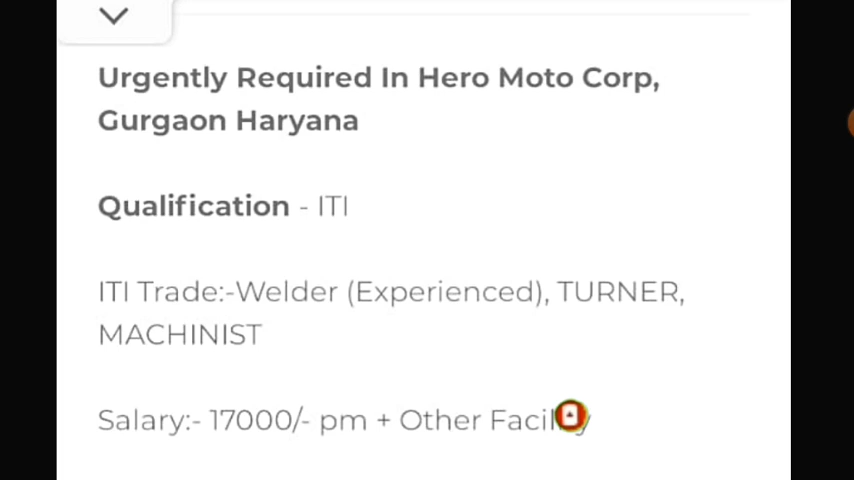 Urgently Required In Hero Moto Corp,
Gurgaon Haryana
Qualification - ITI
ITI Trade:-Welder (Experienced), TURNER,
MACHINIST
Salary:- 17000/- pm + Other